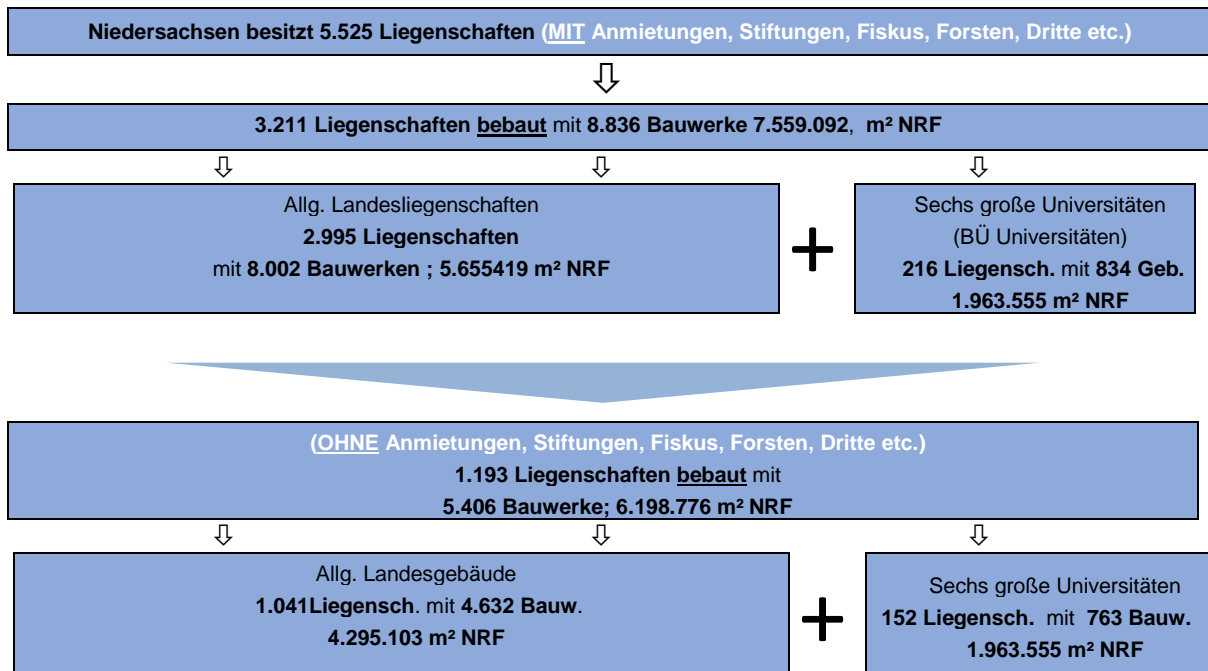 Niedersachsen besitzt 5.525 Liegenschaften (MIT Anmietungen, Stiftungen, Fiskus, Forsten, Dritte etc.)
3.211 Liegenschaften bebaut mit 8.836 Bauwerke 7.559.092, m² NRF
Allg. Landesliegenschaften
2.995 Liegenschaften
mit 8.002 Bauwerken ; 5.655419 m² NRF
Sechs große Universitäten
(BÜ Universitäten)
216 Liegensch. mit 834 Geb.
1.963.555 m² NRF
(OHNE Anmietungen, Stiftungen, Fiskus, Forsten, Dritte etc.)
1.193 Liegenschaften bebaut mit
5.406 Bauwerke; 6.198.776 m² NRF
Allg. Landesgebäude
1.041Liegensch. mit 4.632 Bauw.
4.295.103 m² NRF
Sechs große Universitäten
152 Liegensch. mit 763 Bauw.
1.963.555 m² NRF